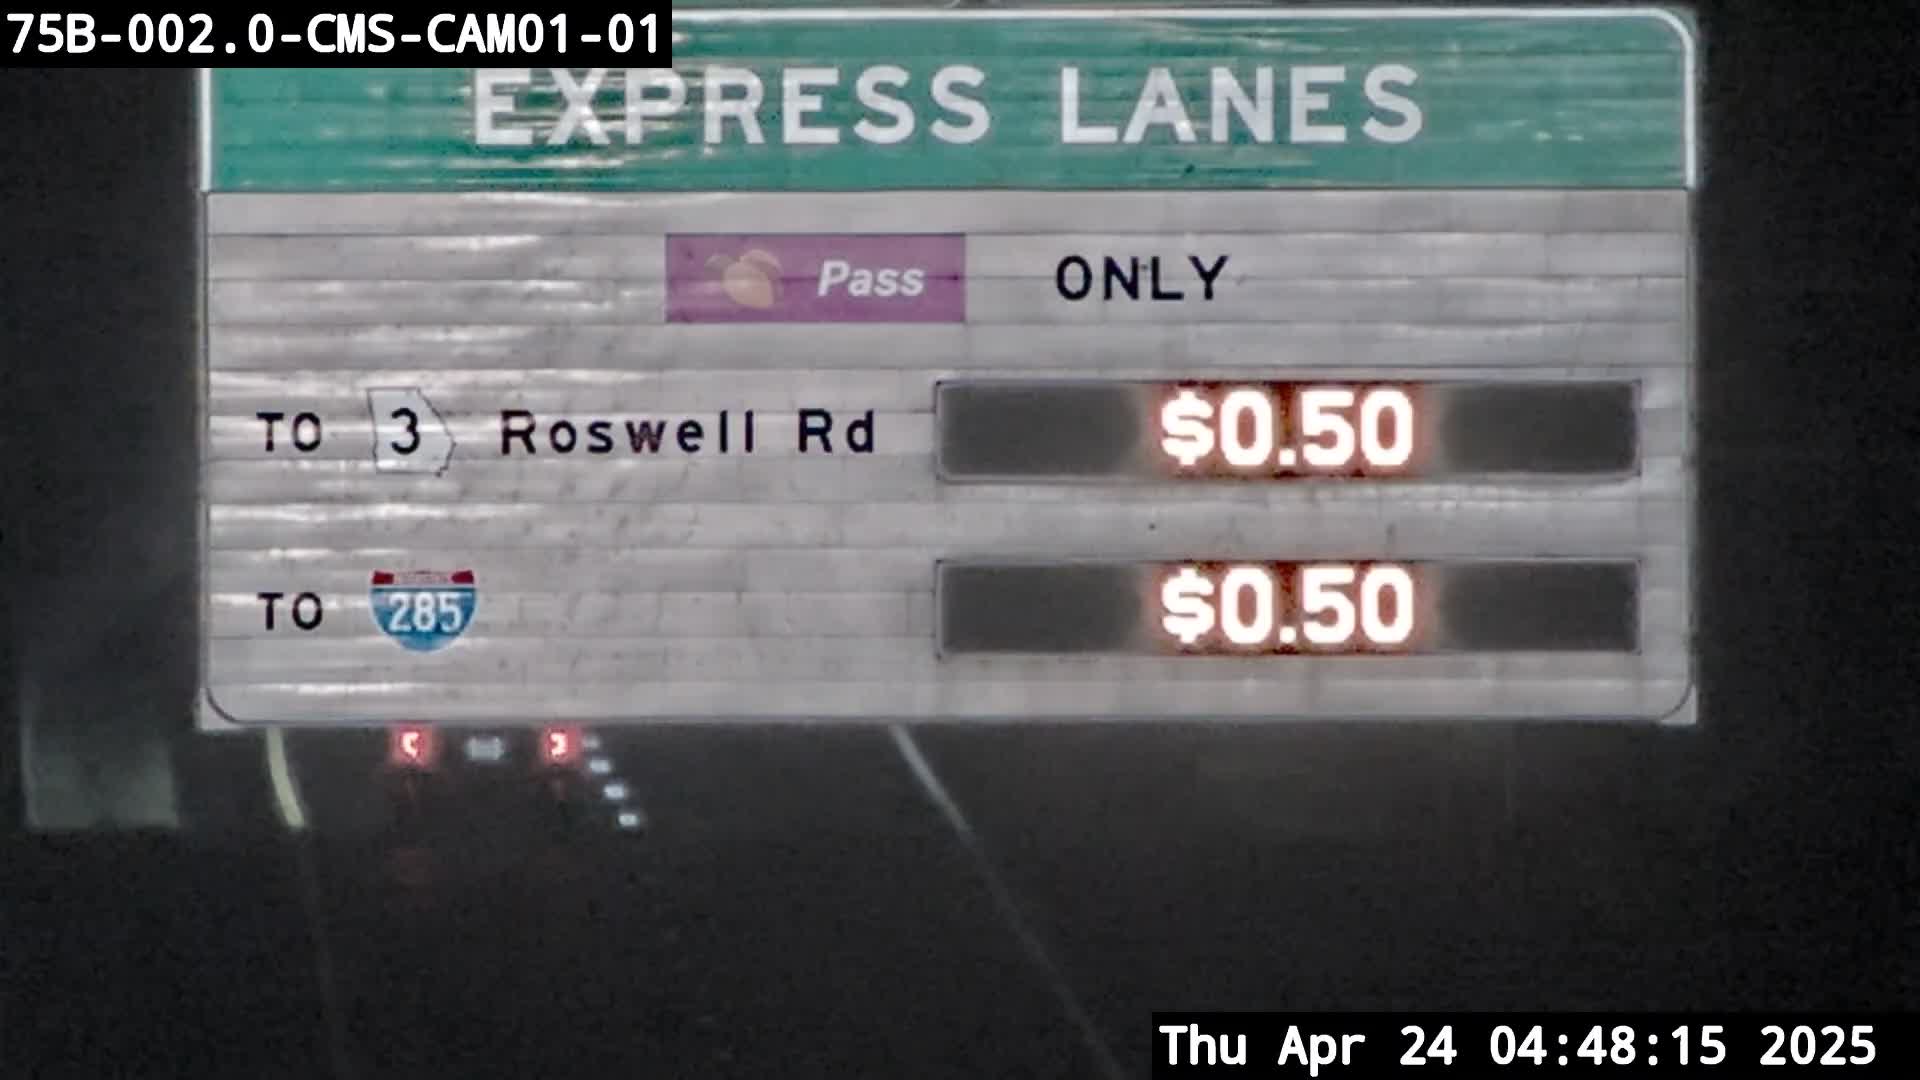 75B-002.0-CMS-CAM01-01
EXPRESS LANES
Pass ONLY
TO 3 Roswell Rd $0.50
TO 285 $0.50
Thu Apr 24 04:48:15 2025